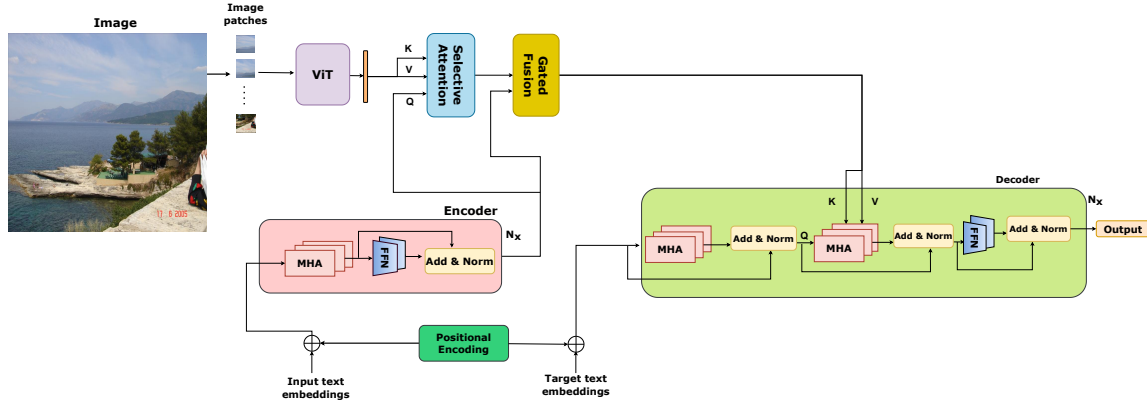 Image
Image
patches
ViT
K
V
Q
Selective
Attention
Gated
Fusion
11 8 2005
Encoder
Nx
MHA
FFN
Add & Norm
Decoder
Nx
K
V
MHA
Add & Norm
Q
MHA
Add & Norm
FFN
Add & Norm
Output
Positional
Encoding
Input text
embeddings
Target text
embeddings